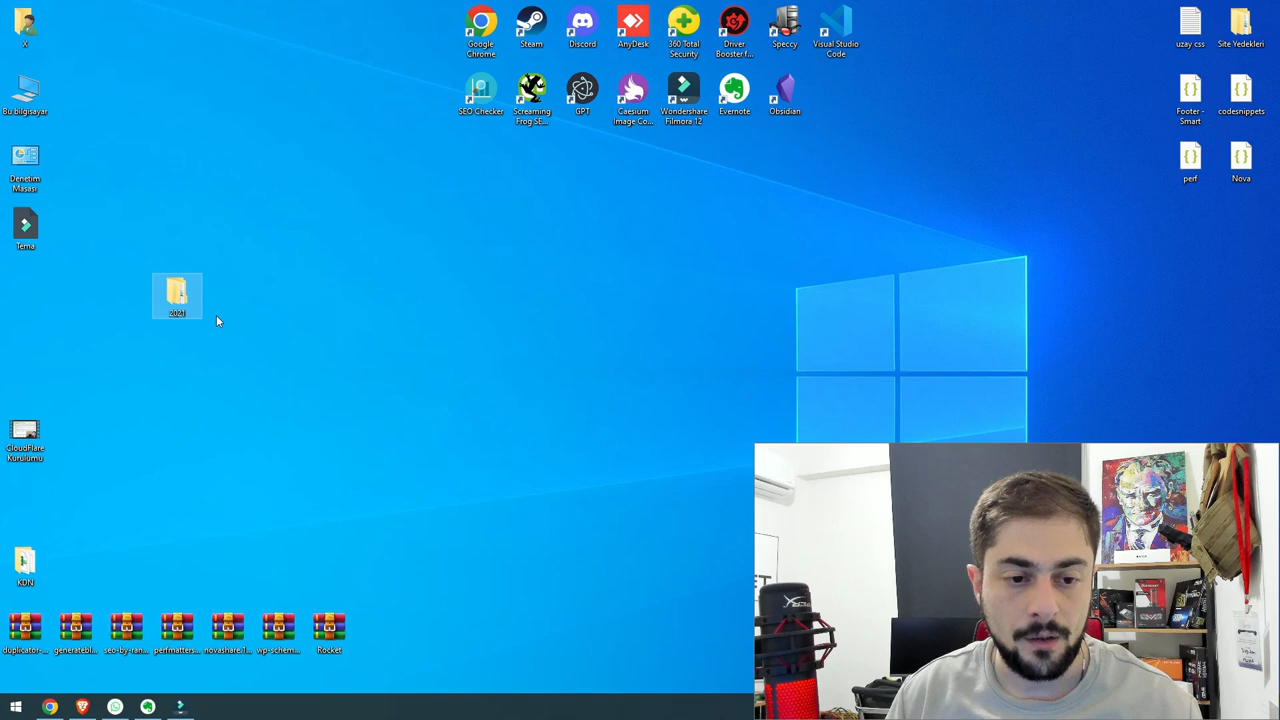 X
Google
Chrome
Steam
Discord
AnyDesk
360 Total
Security
Driver
Booster f...
Speccy
Visual Studio
Code
uzay css
Site Yedekleri
Bu bilgisayar
SEO Checker
Screaming
Frog SE...
GPT
Caesium
Image Co...
Wondershare
Filmora 12
Evernote
Obsidian
Footer -
Smart
codesnippets
Denetim
Masası
perf
Nova
Tema
2021
CloudFlare
Kurulumu
KDN
duplicator-...
generatebl...
seo-by-ran...
perfmatters...
novashare.1...
wp-schem...
Rocket